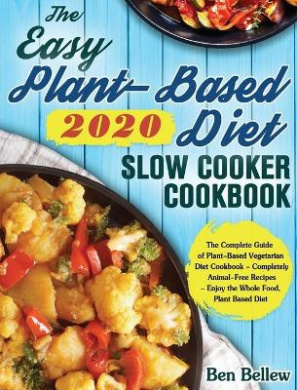 The
Easy
Plant-Based
2020 Diet
SLOW COOKER
COOKBOOK
The Complete Guide
of Plant-Based Vegetarian
Diet Cookbook - Completely
Animal-Free Recipes
- Enjoy the Whole Food,
Plant Based Diet
Ben Bellew